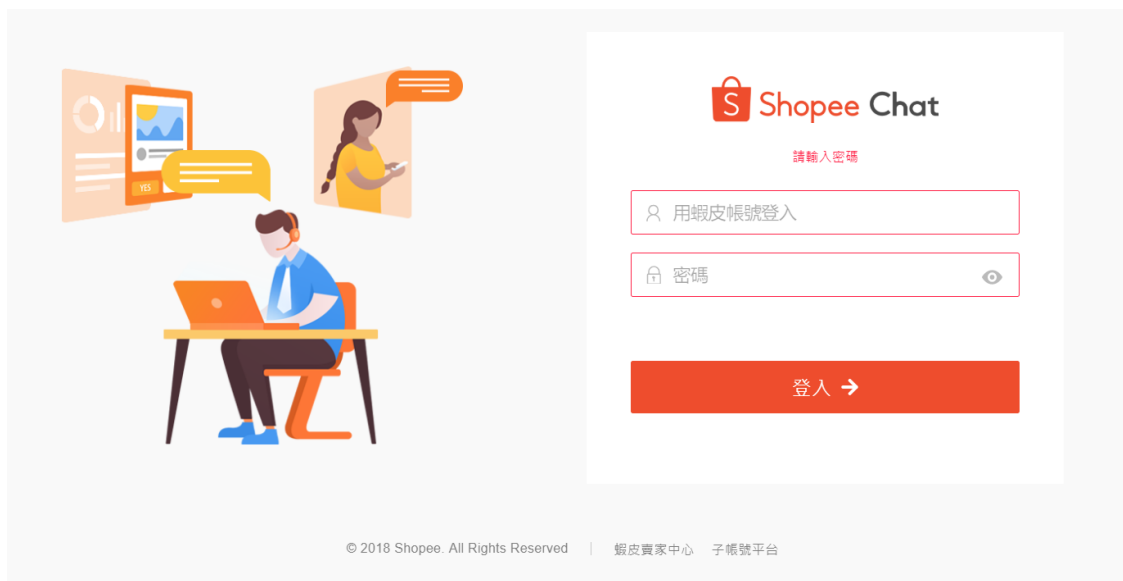 YES
S Shopee Chat
請輸入密碼
用蝦皮帳號登入
密碼
登入 →
© 2018 Shopee. All Rights Reserved | 蝦皮賣家中心 子帳號平台